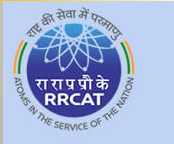 राष्ट्र की सेवा में परमाणु
रा रा प्र प्रौ के
RRCAT
ATOMS IN THE SERVICE OF THE NATION